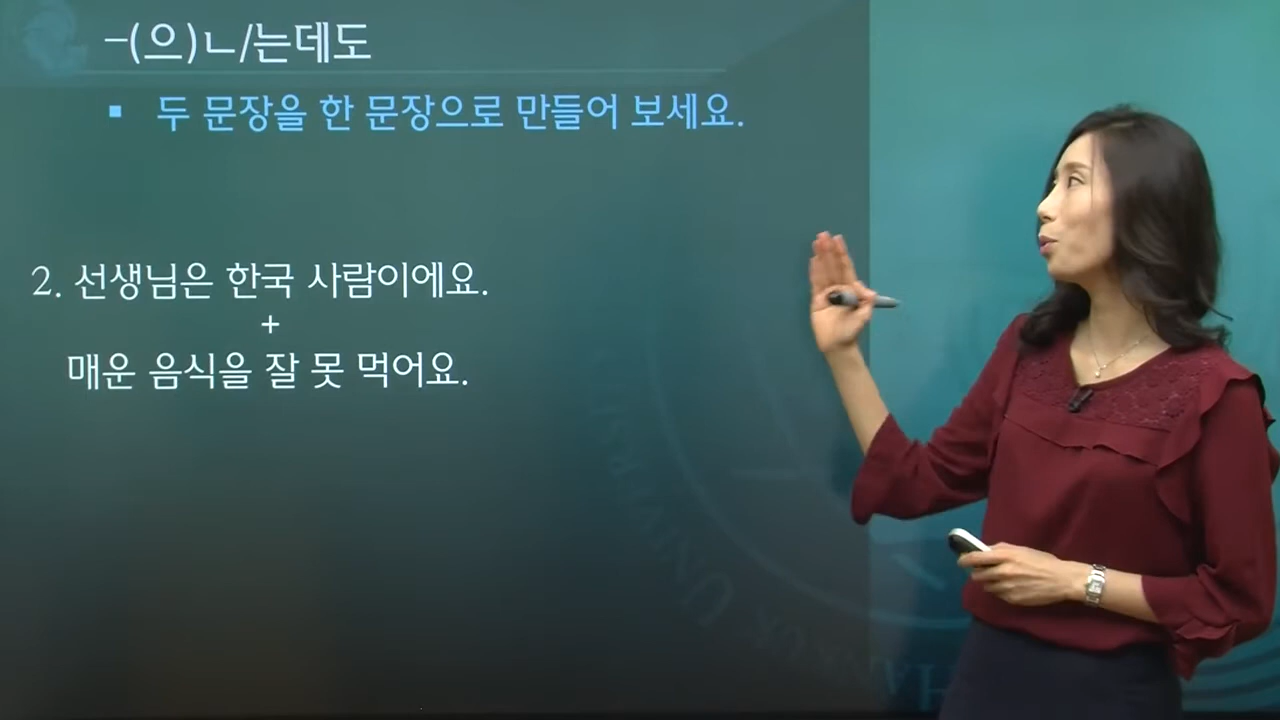 -(으)ㄴ/는데도
▪ 두 문장을 한 문장으로 만들어 보세요.
2. 선생님은 한국 사람이에요.
+
매운 음식을 잘 못 먹어요.